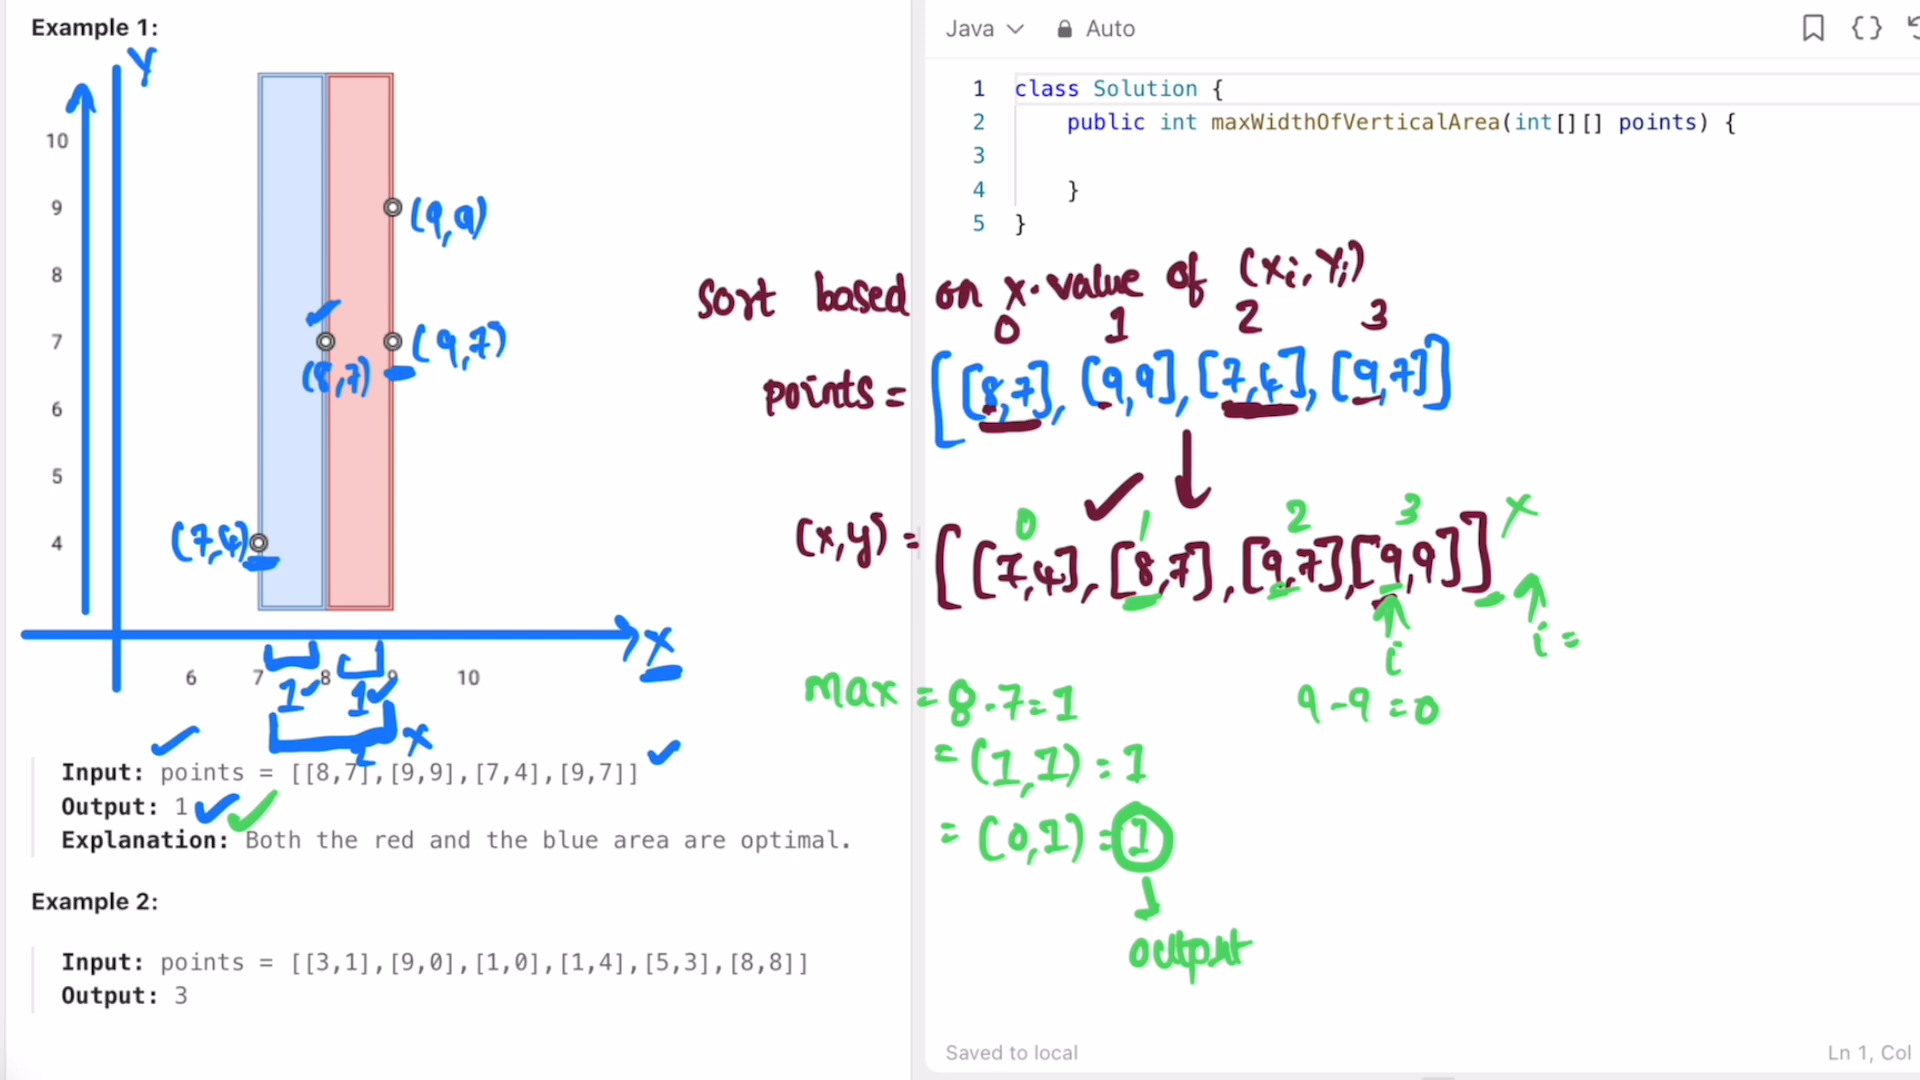 Example 1:
Y
10
9
8
7
6
5
4
(9,9)
(9,7)
(8,7)
(7,4)
X
6 7 8 9 10
1 1
2 X
Input: points = [[8,7],[9,9],[7,4],[9,7]]
Output: 1
Explanation: Both the red and the blue area are optimal.
Example 2:
Input: points = [[3,1],[9,0],[1,0],[1,4],[5,3],[8,8]]
Output: 3
Java Auto {}
1 class Solution {
2 public int maxWidthOfVerticalArea(int[][] points) {
3
4 }
5 }
Sort based on x-value of (xi, yi)
0 1 2 3
points = [[8,7], [9,9], [7,4], [9,7]]
0 1 2 3 X
(x,y) = [[7,4], [8,7], [9,7], [9,9]]
i i =
max = 8-7=1
9-9=0
= (1,1) = 1
= (0,1) = 1
output
Saved to local
Ln 1, Col